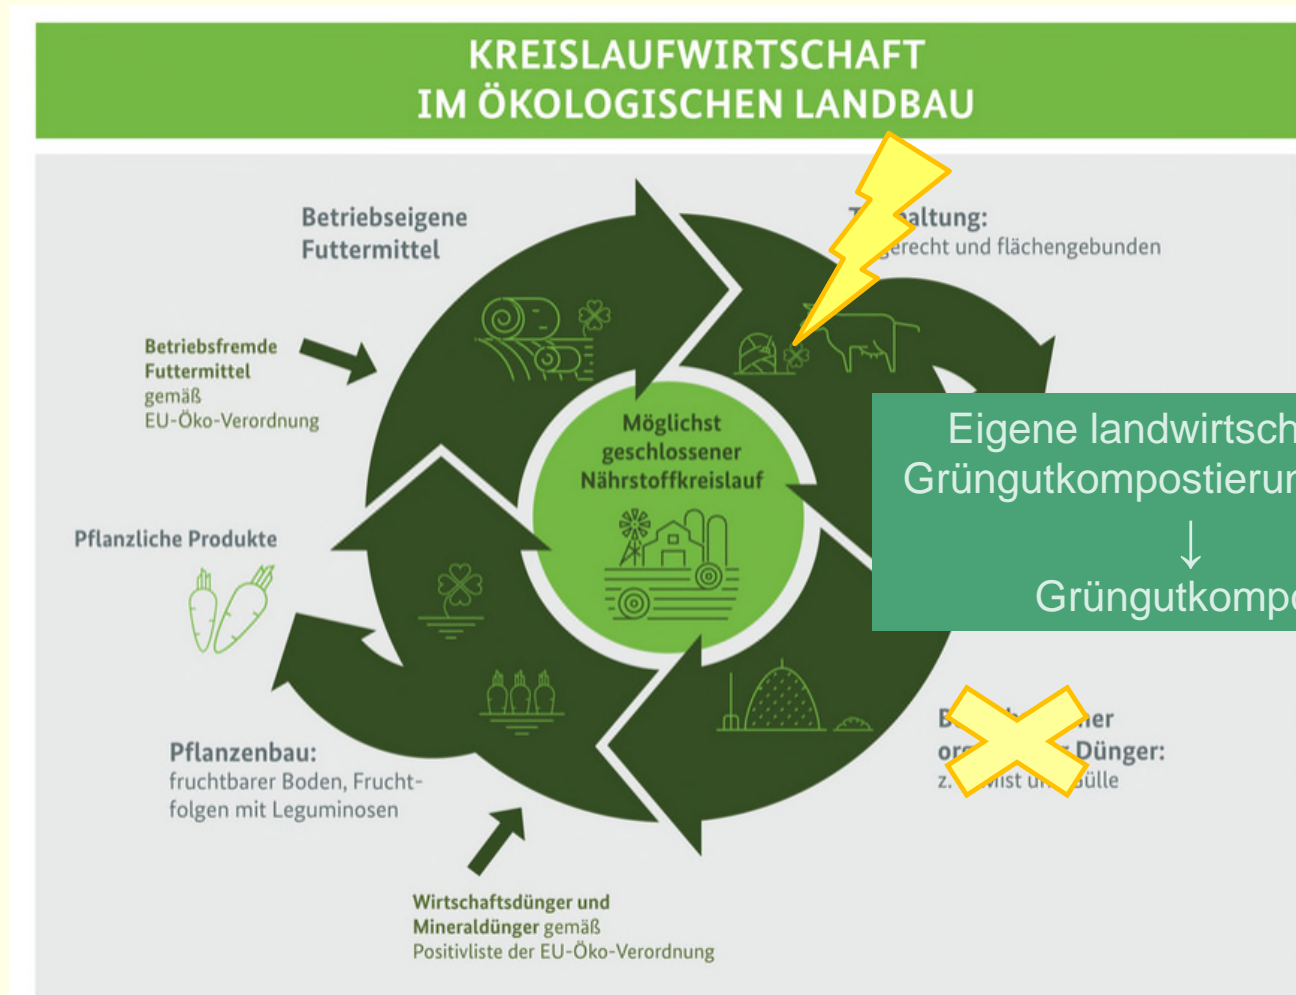 KREISLAUFWIRTSCHAFT
IM ÖKOLOGISCHEN LANDBAU
Betriebseigene
Futtermittel
altung:
gerecht und flächengebunden
Betriebsfremde
Futtermittel
gemäß
EU-Öko-Verordnung
Möglichst
geschlossener
Nährstoffkreislauf
Eigene landwirtsch
Grüngutkompostierun
↓
Grüngutkompo
Pflanzliche Produkte
Dünger:
z.
Pflanzenbau:
fruchtbarer Boden, Frucht-
folgen mit Leguminosen
Wirtschaftsdünger und
Mineraldünger gemäß
Positivliste der EU-Öko-Verordnung